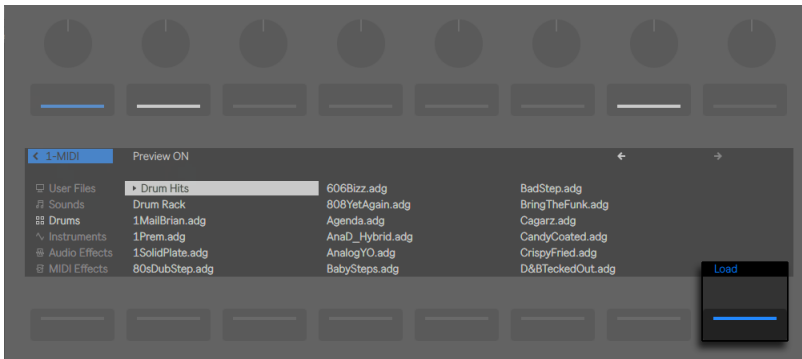 1-MIDI
Preview ON
User Files
Sounds
Drums
Instruments
Audio Effects
MIDI Effects
Drum Hits
Drum Rack
1MailBrian.adg
1Prem.adg
1SolidPlate.adg
80sDubStep.adg
606Bizz.adg
808YetAgain.adg
Agenda.adg
AnaD_Hybrid.adg
AnalogYO.adg
BabySteps.adg
BadStep.adg
BringTheFunk.adg
Cagarz.adg
CandyCoated.adg
CrispyFried.adg
D&BTeckedOut.adg
Load